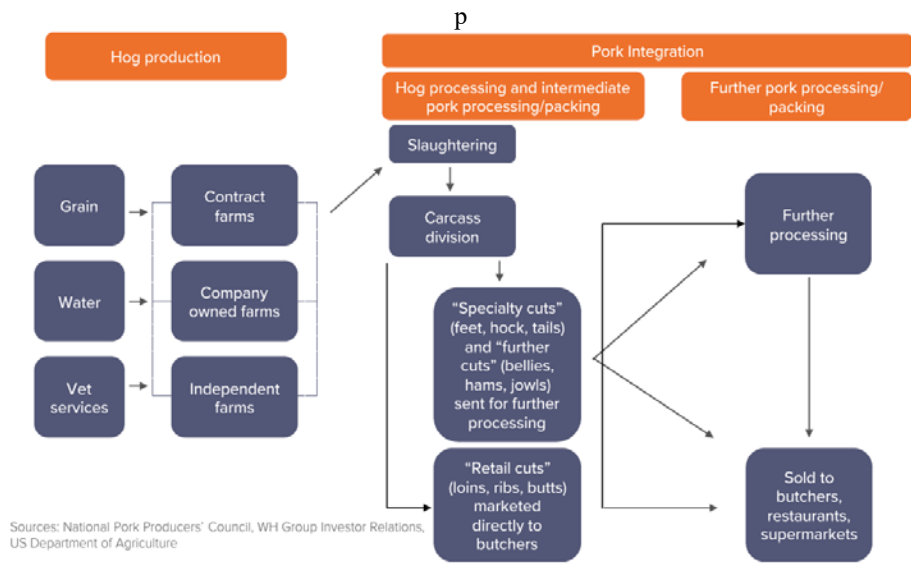 p
Hog production
Pork Integration
Hog processing and intermediate
pork processing/packing
Further pork processing/
packing
Slaughtering
Grain
Contract
farms
Carcass
division
Further
processing
Water
Company
owned farms
"Specialty cuts"
(feet, hock, tails)
and "further
cuts" (bellies,
hams, jowls)
sent for further
processing
Vet
services
Independent
farms
"Retail cuts"
(loins, ribs, butts)
marketed
directly to
butchers
Sold to
butchers,
restaurants,
supermarkets
Sources: National Pork Producers' Council, WH Group Investor Relations,
US Department of Agriculture